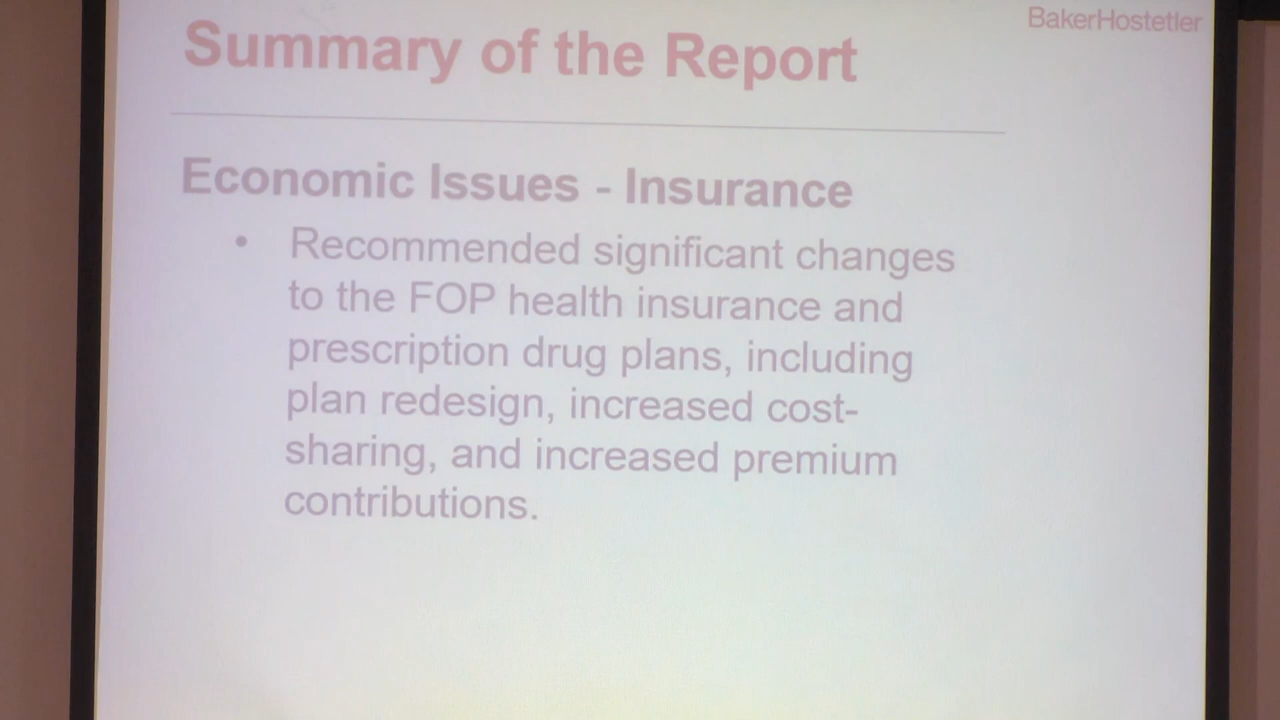 BakerHostetler
Summary of the Report
Economic Issues - Insurance
• Recommended significant changes
to the FOP health insurance and
prescription drug plans, including
plan redesign, increased cost-
sharing, and increased premium
contributions.